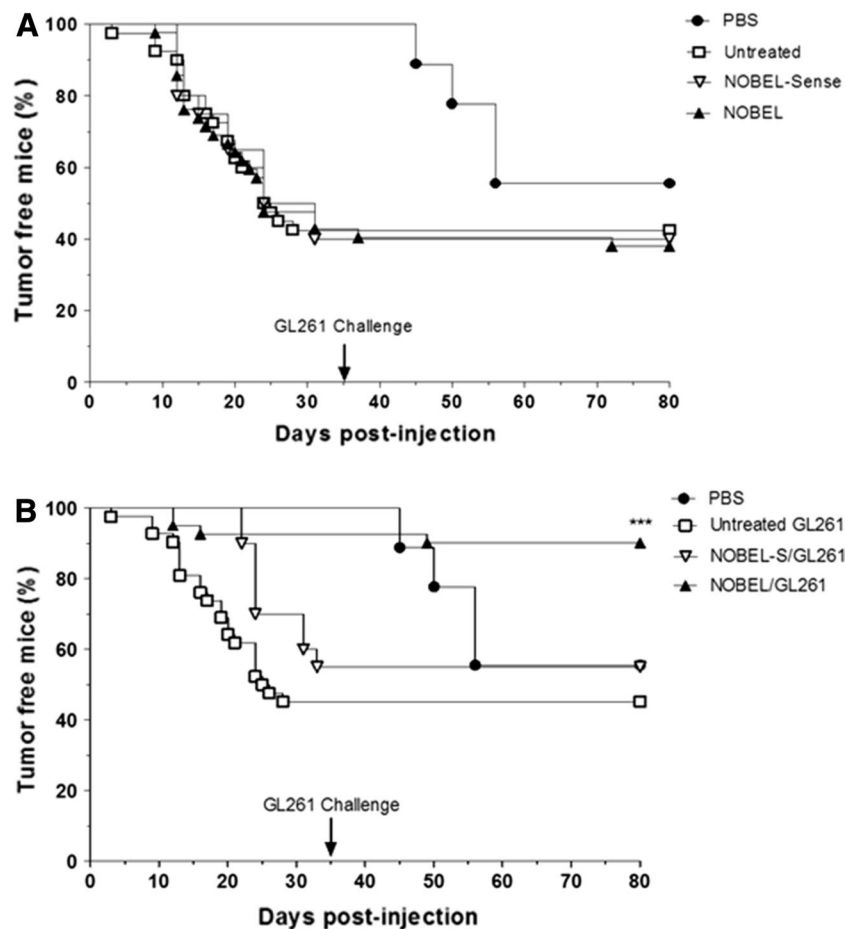 A
100
80
60
40
20
0
Tumor free mice (%)
GL261 Challenge
0 10 20 30 40 50 60 70 80
Days post-injection
PBS
Untreated
NOBEL-Sense
NOBEL
B
100
80
60
40
20
0
Tumor free mice (%)
***
GL261 Challenge
0 10 20 30 40 50 60 70 80
Days post-injection
PBS
Untreated GL261
NOBEL-S/GL261
NOBEL/GL261